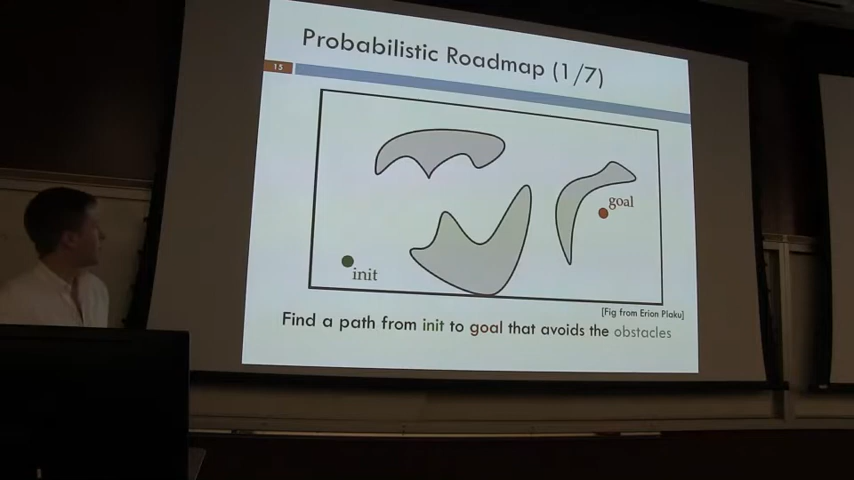 Probabilistic Roadmap (1/7)
15
goal
init
[Fig from Erion Plaku]
Find a path from init to goal that avoids the obstacles